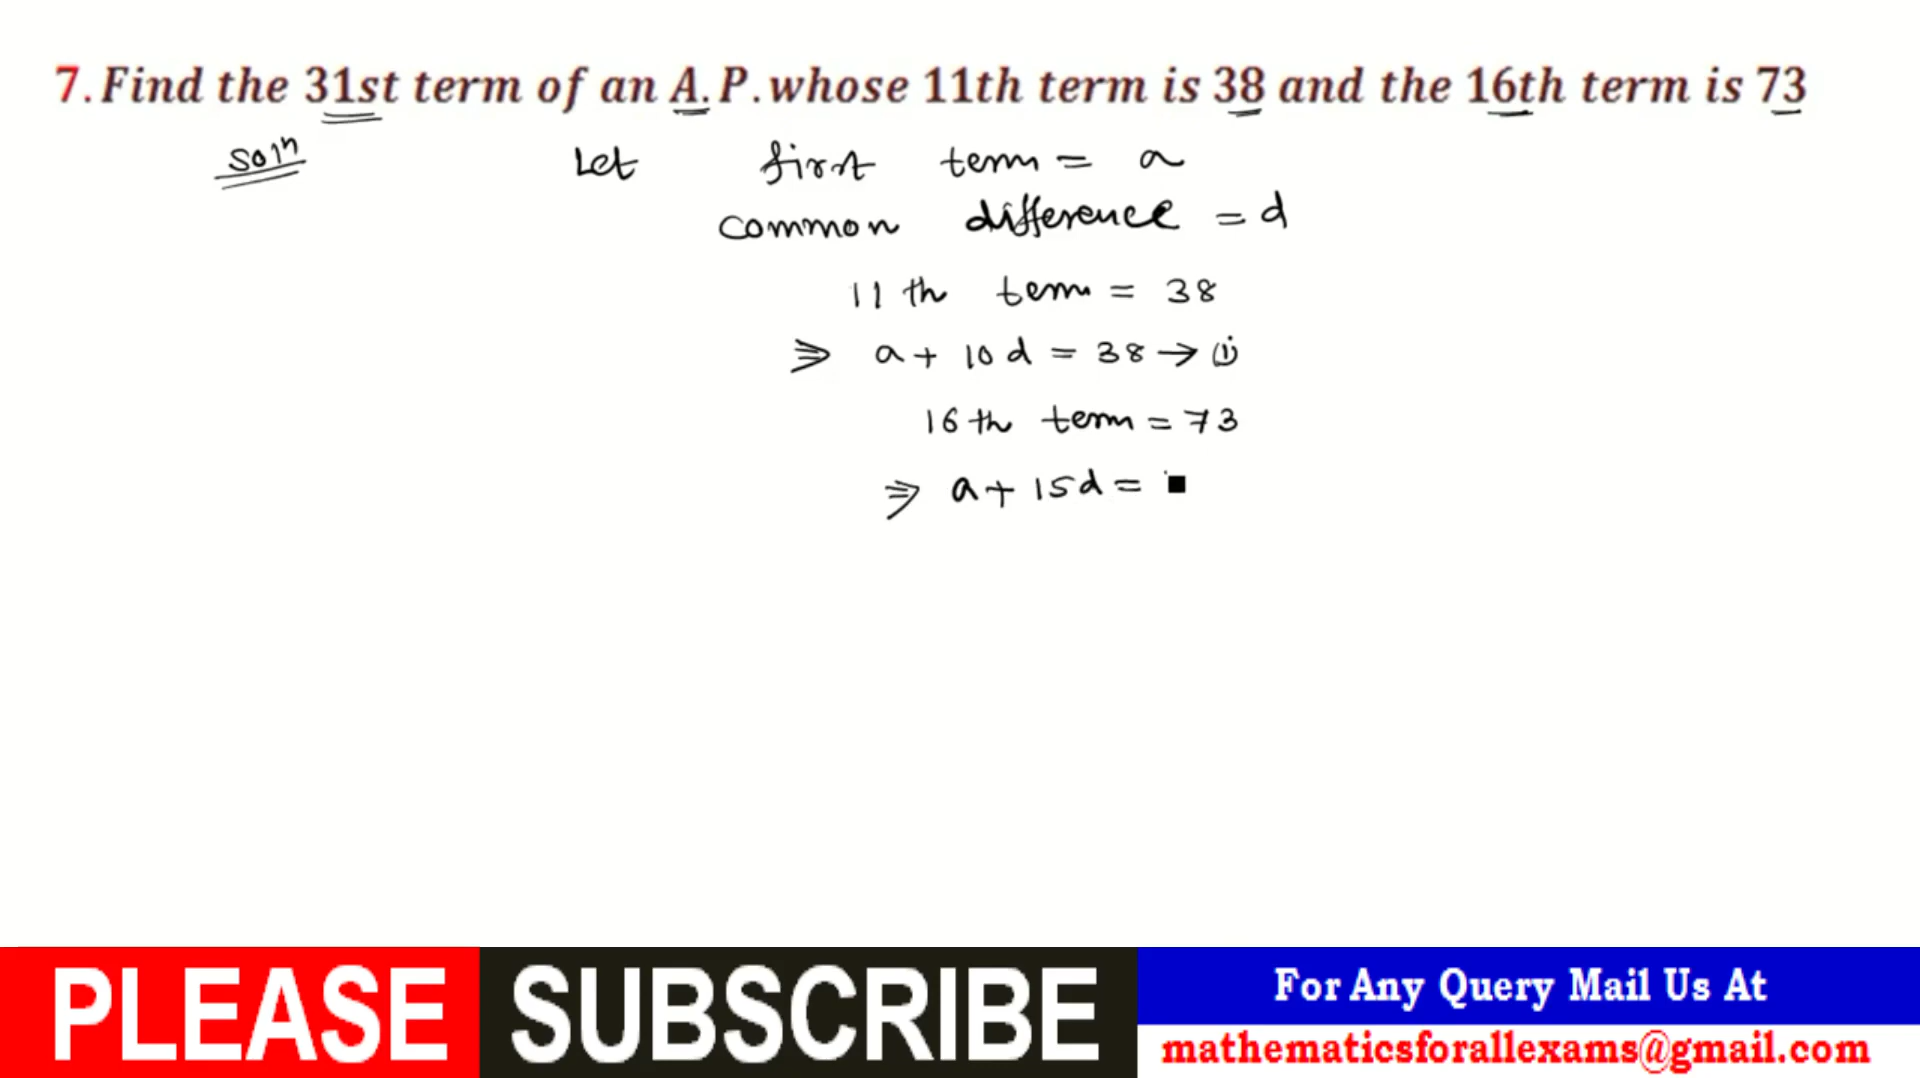 7. Find the 31st term of an A.P. whose 11th term is 38 and the 16th term is 73
Soln Let first term = a
common difference = d
11 th term = 38
⇒ a + 10 d = 38 → (i)
16 th term = 73
⇒ a + 15d =
PLEASE SUBSCRIBE
For Any Query Mail Us At
mathematicsforallexams@gmail.com